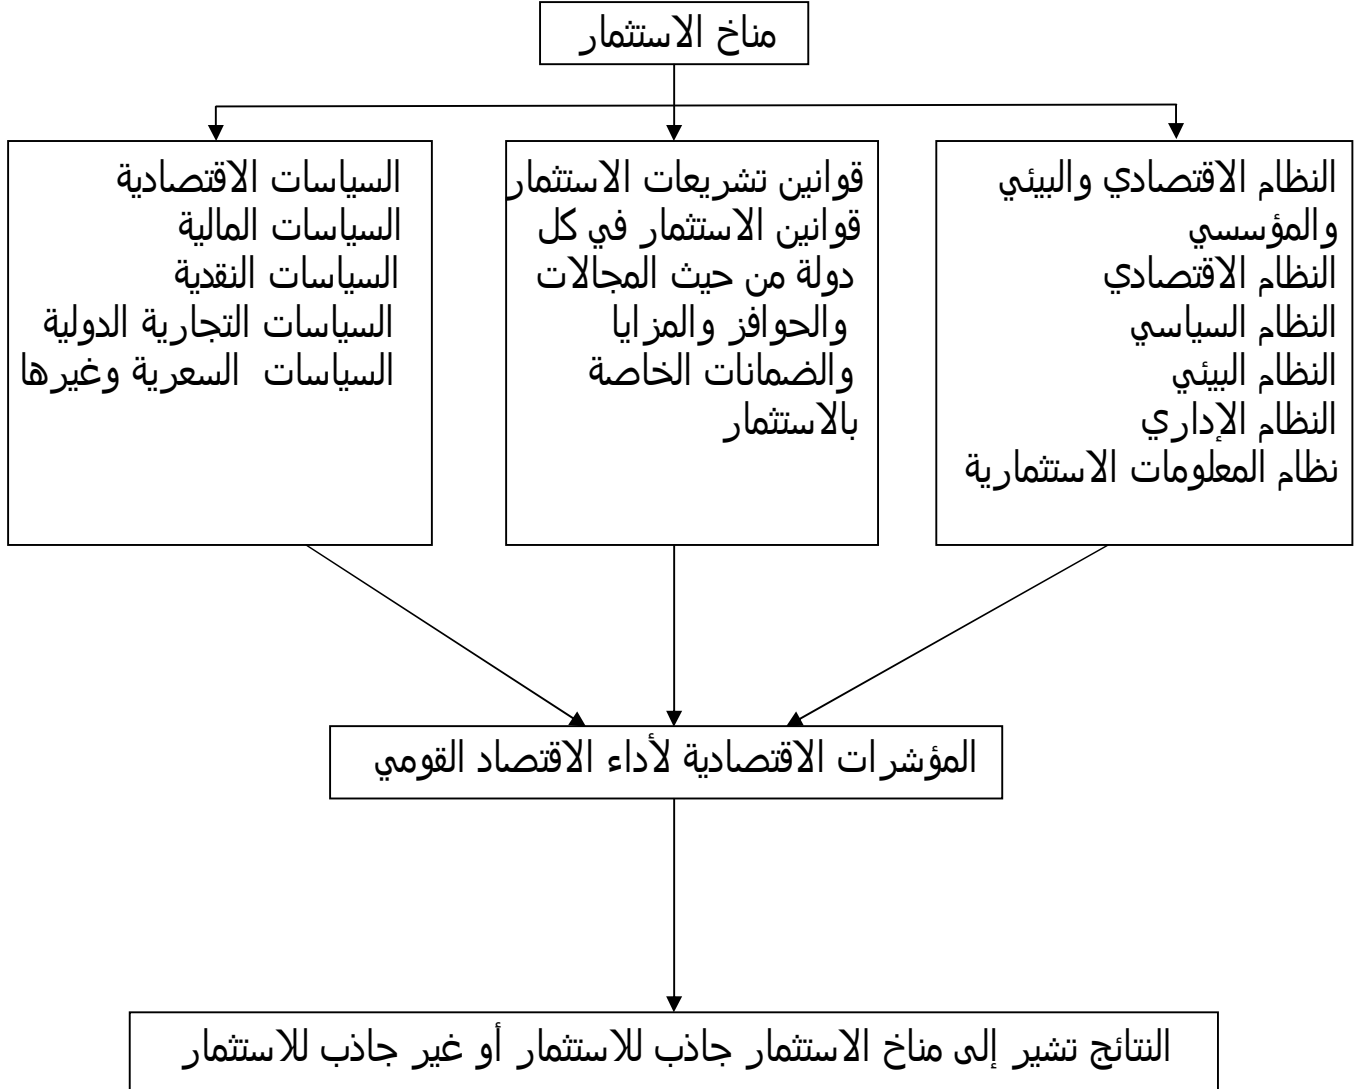 مناخ الاستثمار
النظام الاقتصادي والبيئي
والمؤسسي
النظام الاقتصادي
النظام السياسي
النظام البيئي
النظام الإداري
نظام المعلومات الاستثمارية
قوانين تشريعات الاستثمار
قوانين الاستثمار في كل
دولة من حيث المجالات
والحوافز والمزايا
والضمانات الخاصة
بالاستثمار
السياسات الاقتصادية
السياسات المالية
السياسات النقدية
السياسات التجارية الدولية
السياسات السعرية وغيرها
المؤشرات الاقتصادية لأداء الاقتصاد القومي
النتائج تشير إلى مناخ الاستثمار جاذب للاستثمار أو غير جاذب للاستثمار